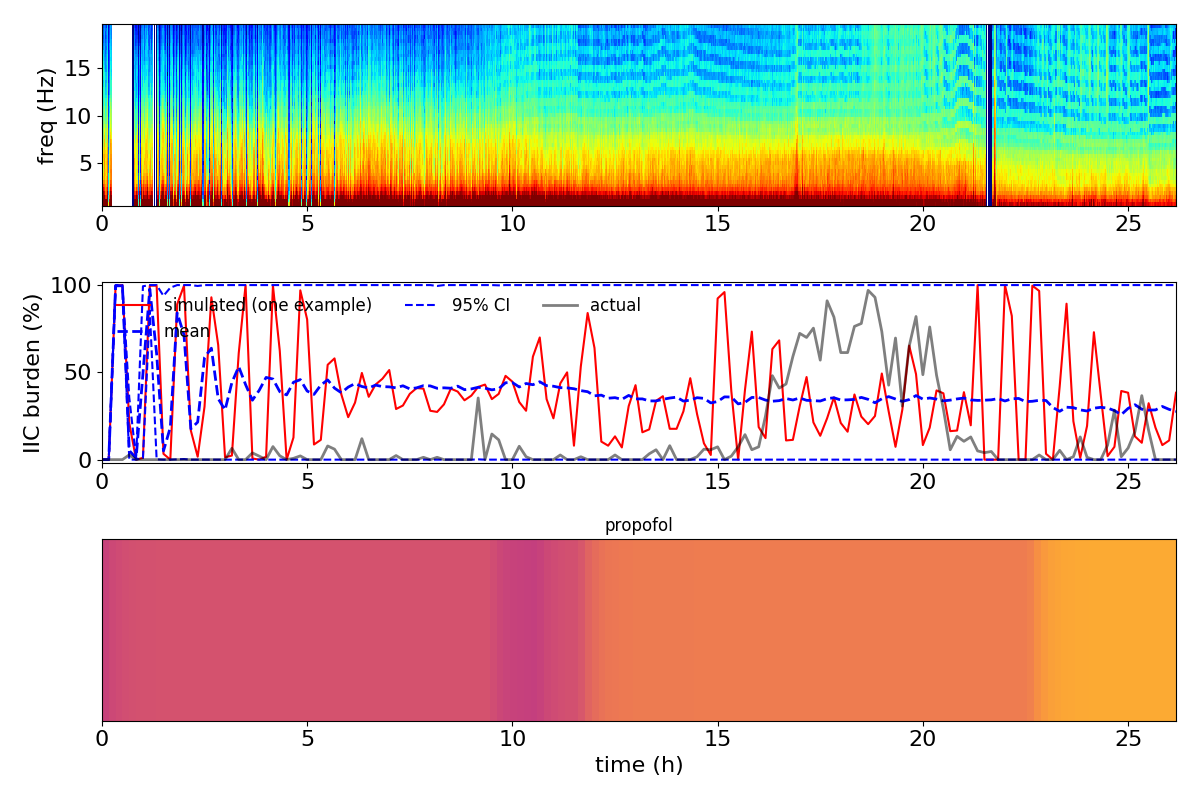 freq (Hz)
15
10
5
0 5 10 15 20 25
IIC burden (%)
100
50
0
simulated (one example) 95% CI actual
mean
0 5 10 15 20 25
propofol
0 5 10 15 20 25
time (h)